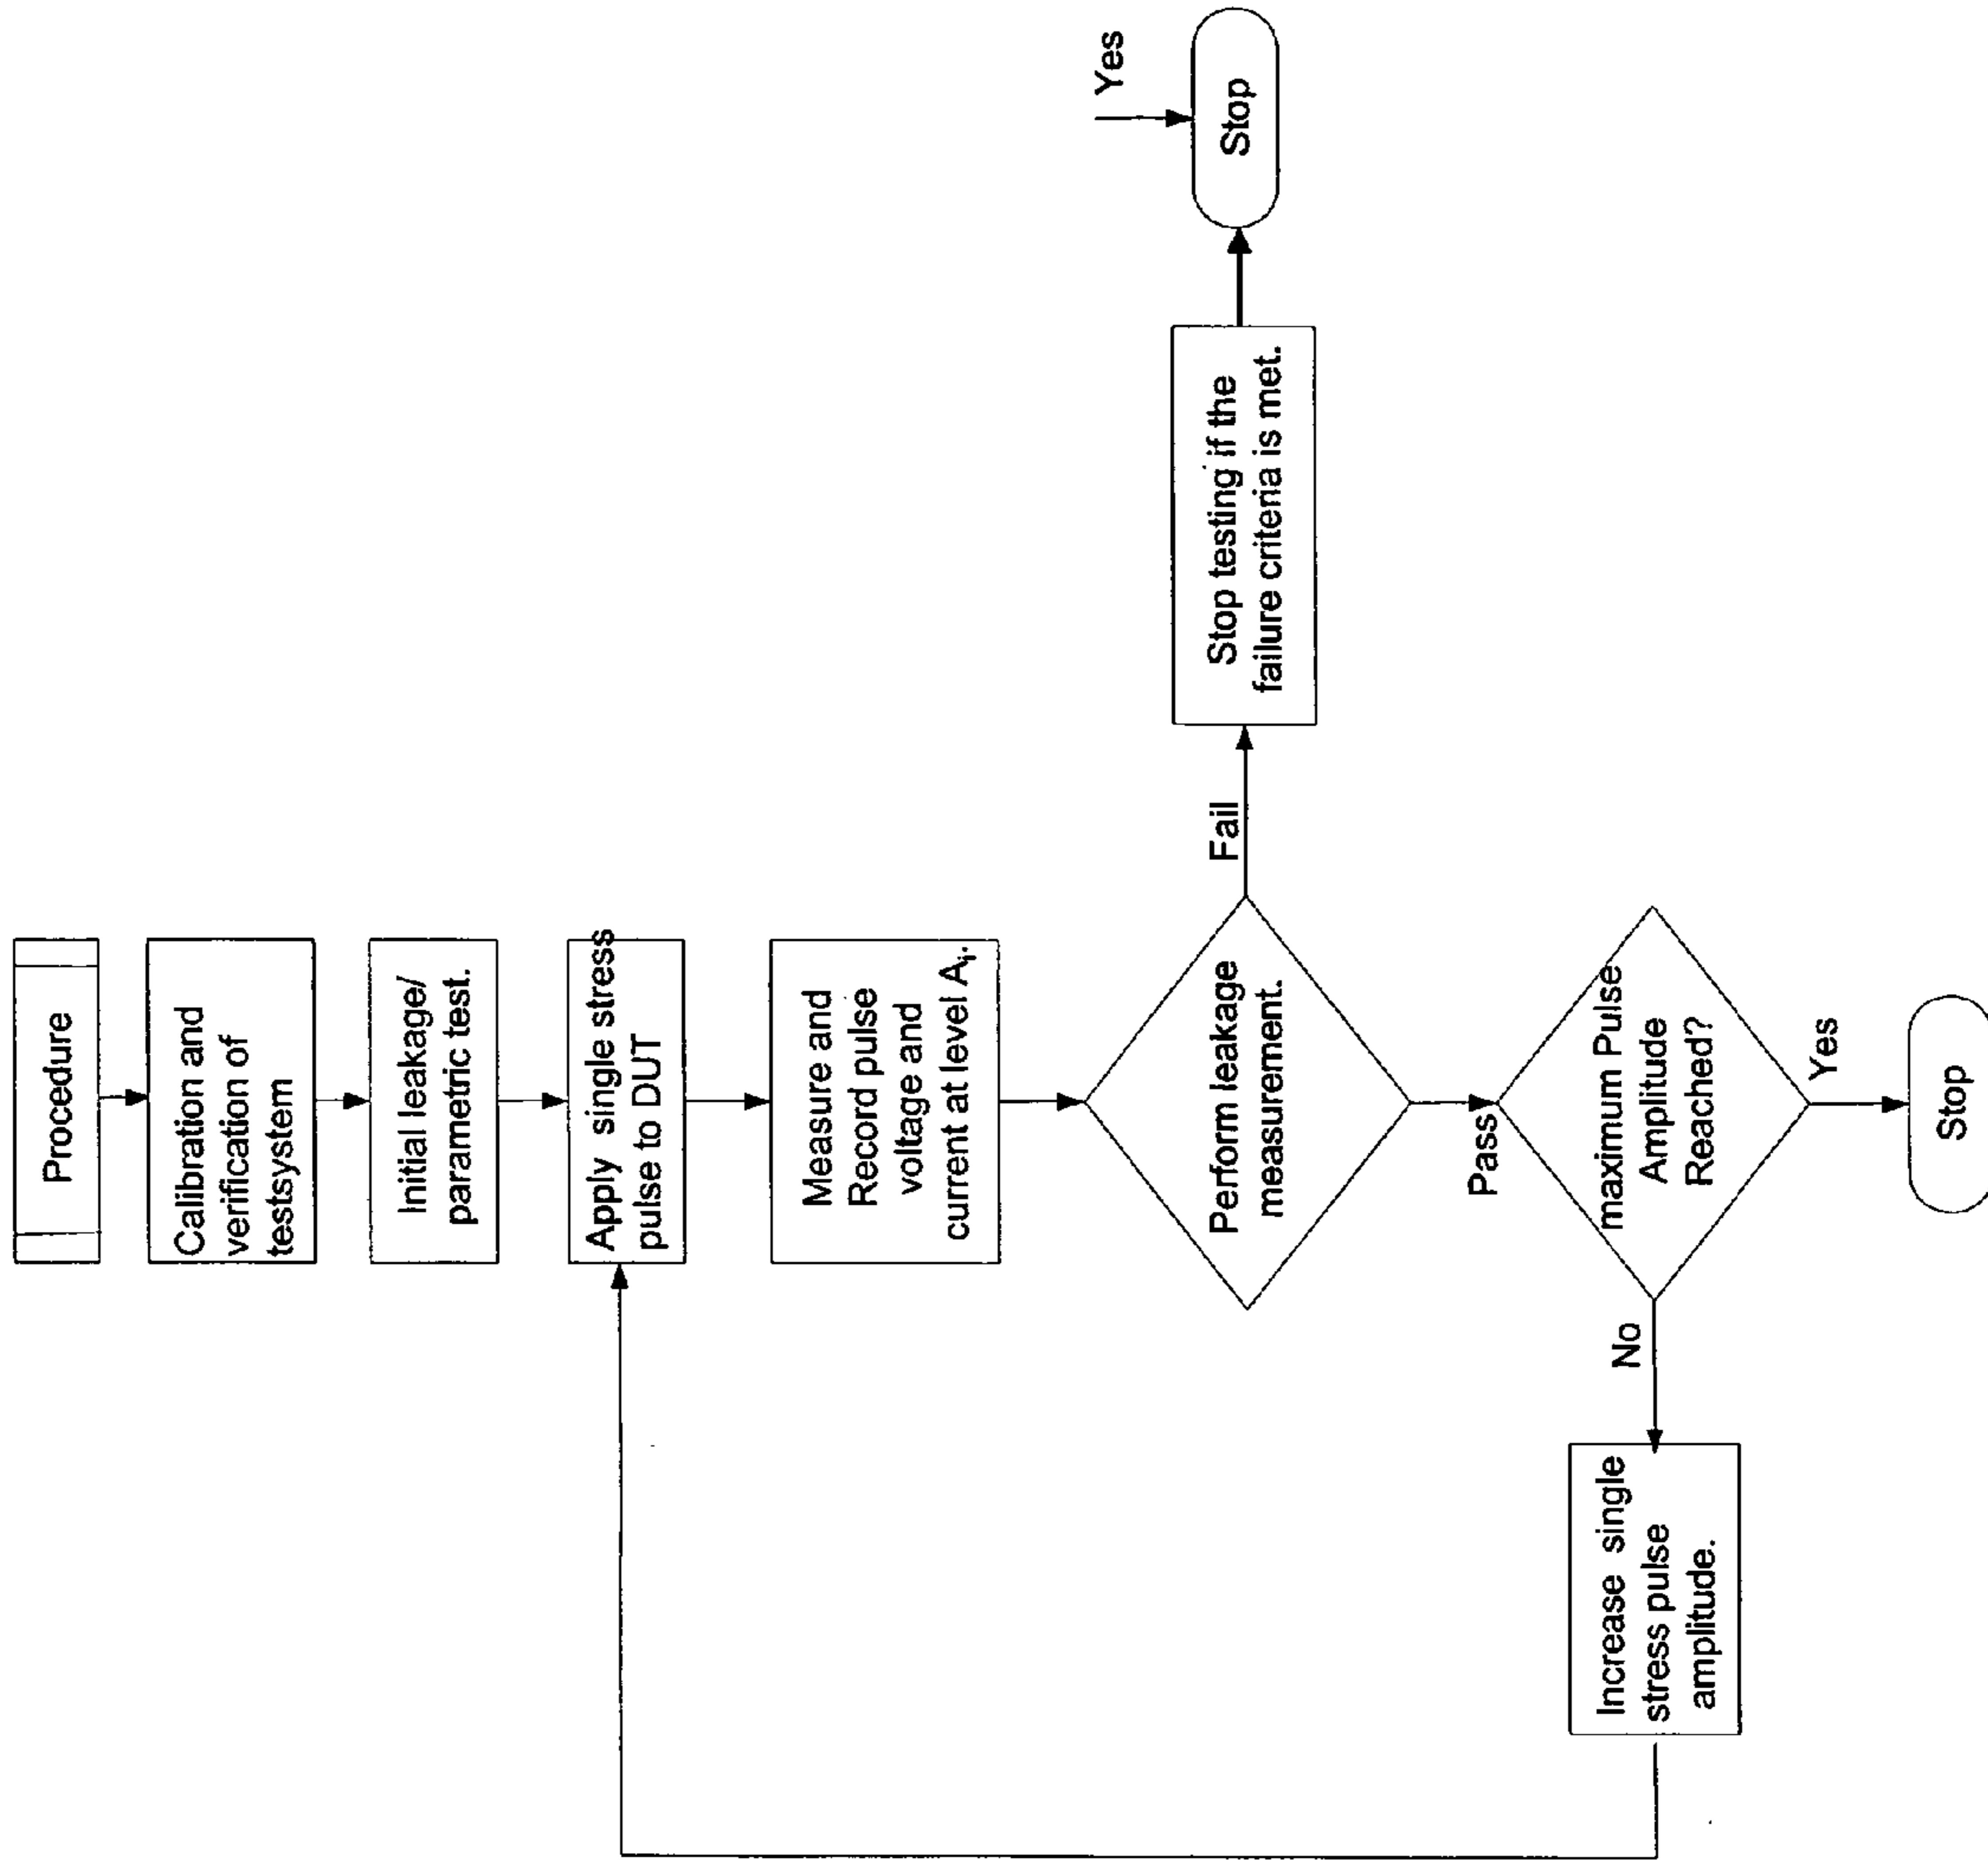 Procedure
Calibration and
verification of
testsystem
Initial leakage/
parametric test.
Apply single stress
pulse to DUT
Measure and
Record pulse
voltage and
current at level Ai.
Perform leakage
measurement.
Fail
Stop testing if the
failure criteria is met.
Yes
Stop
Pass
maximum Pulse
Amplitude
Reached?
No
Increase single
stress pulse
amplitude.
Yes
Stop